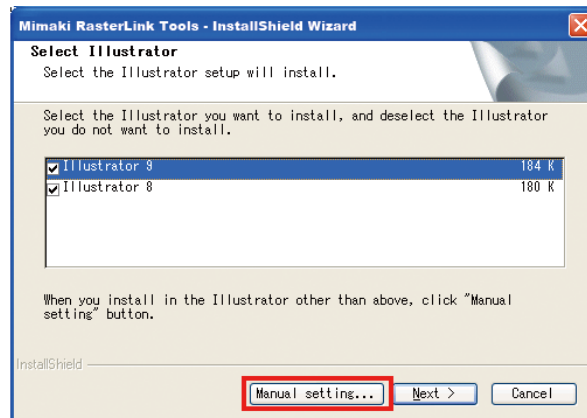 Mimaki RasterLink Tools - InstallShield Wizard
Select Illustrator
Select the Illustrator setup will install.
Select the Illustrator you want to install, and deselect the Illustrator
you do not want to install.
Illustrator 9 184 K
Illustrator 8 180 K
When you install in the Illustrator other than above, click "Manual
setting" button.
InstallShield
Manual setting... Next > Cancel